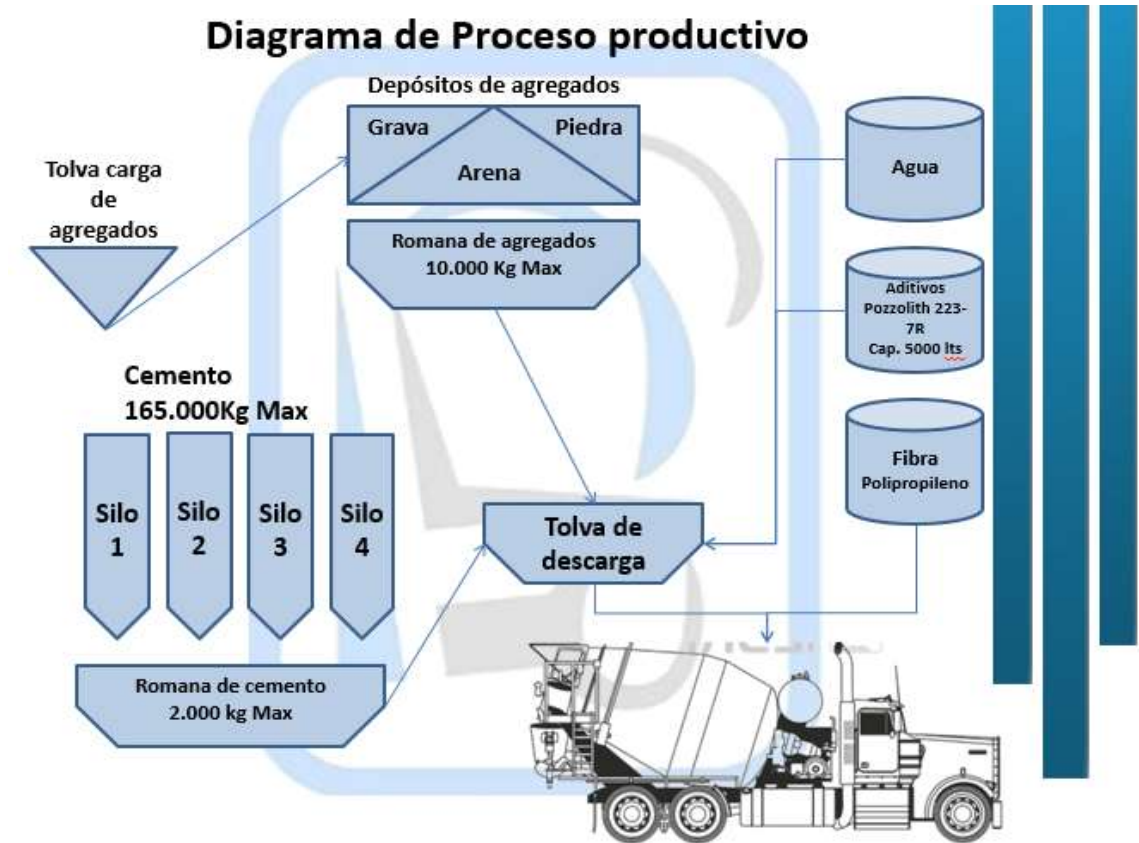 Diagrama de Proceso productivo
Depósitos de agregados
Grava
Piedra
Arena
Tolva carga
de
agregados
Romana de agregados
10.000 Kg Max
Agua
Aditivos
Pozzolith 223-
7R
Cap. 5000 lts
Cemento
165.000Kg Max
Silo
1
Silo
2
Silo
3
Silo
4
Fibra
Polipropileno
Tolva de
descarga
Romana de cemento
2.000 kg Max